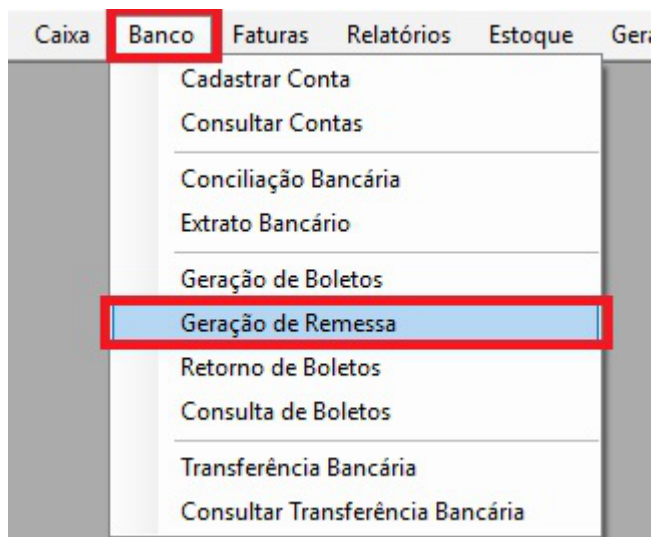 Caixa Banco Faturas Relatórios Estoque Gera
Cadastrar Conta
Consultar Contas
Conciliação Bancária
Extrato Bancário
Geração de Boletos
Geração de Remessa
Retorno de Boletos
Consulta de Boletos
Transferência Bancária
Consultar Transferência Bancária